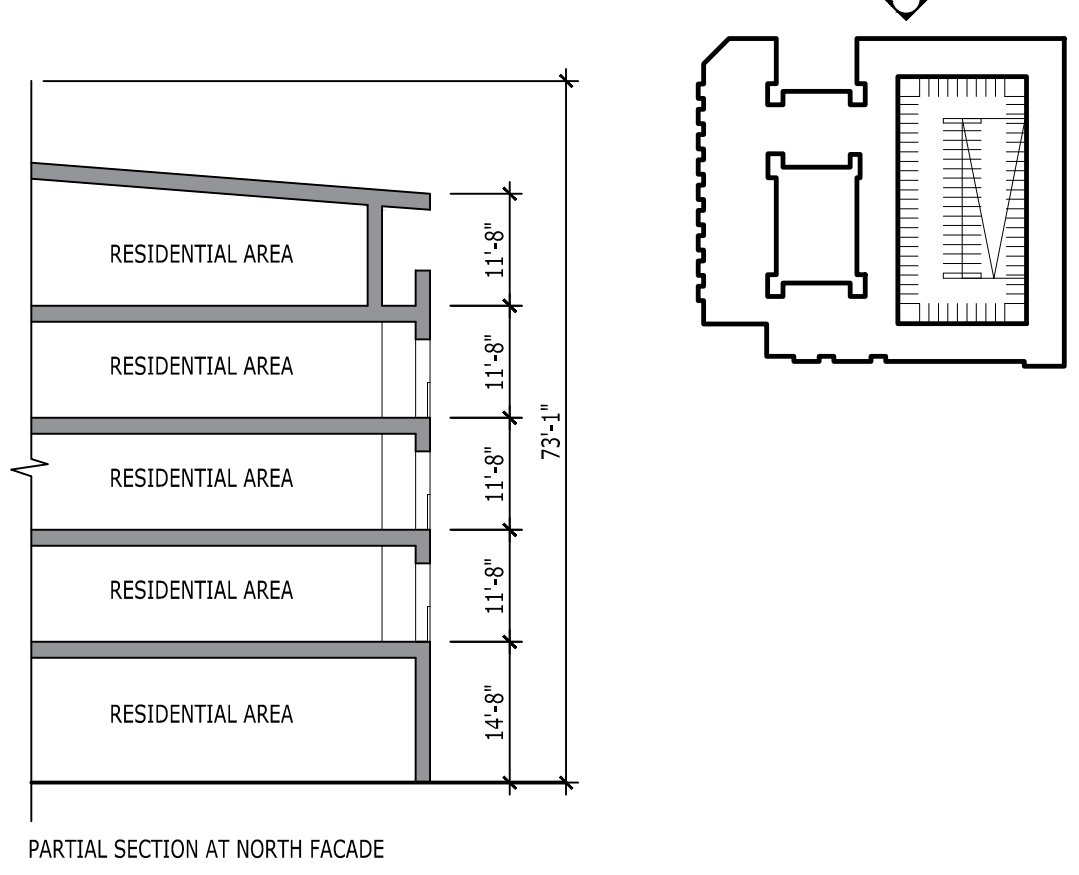 RESIDENTIAL AREA
11'-8"
RESIDENTIAL AREA
11'-8"
73'-1"
RESIDENTIAL AREA
11'-8"
RESIDENTIAL AREA
11'-8"
RESIDENTIAL AREA
14'-8"
PARTIAL SECTION AT NORTH FACADE